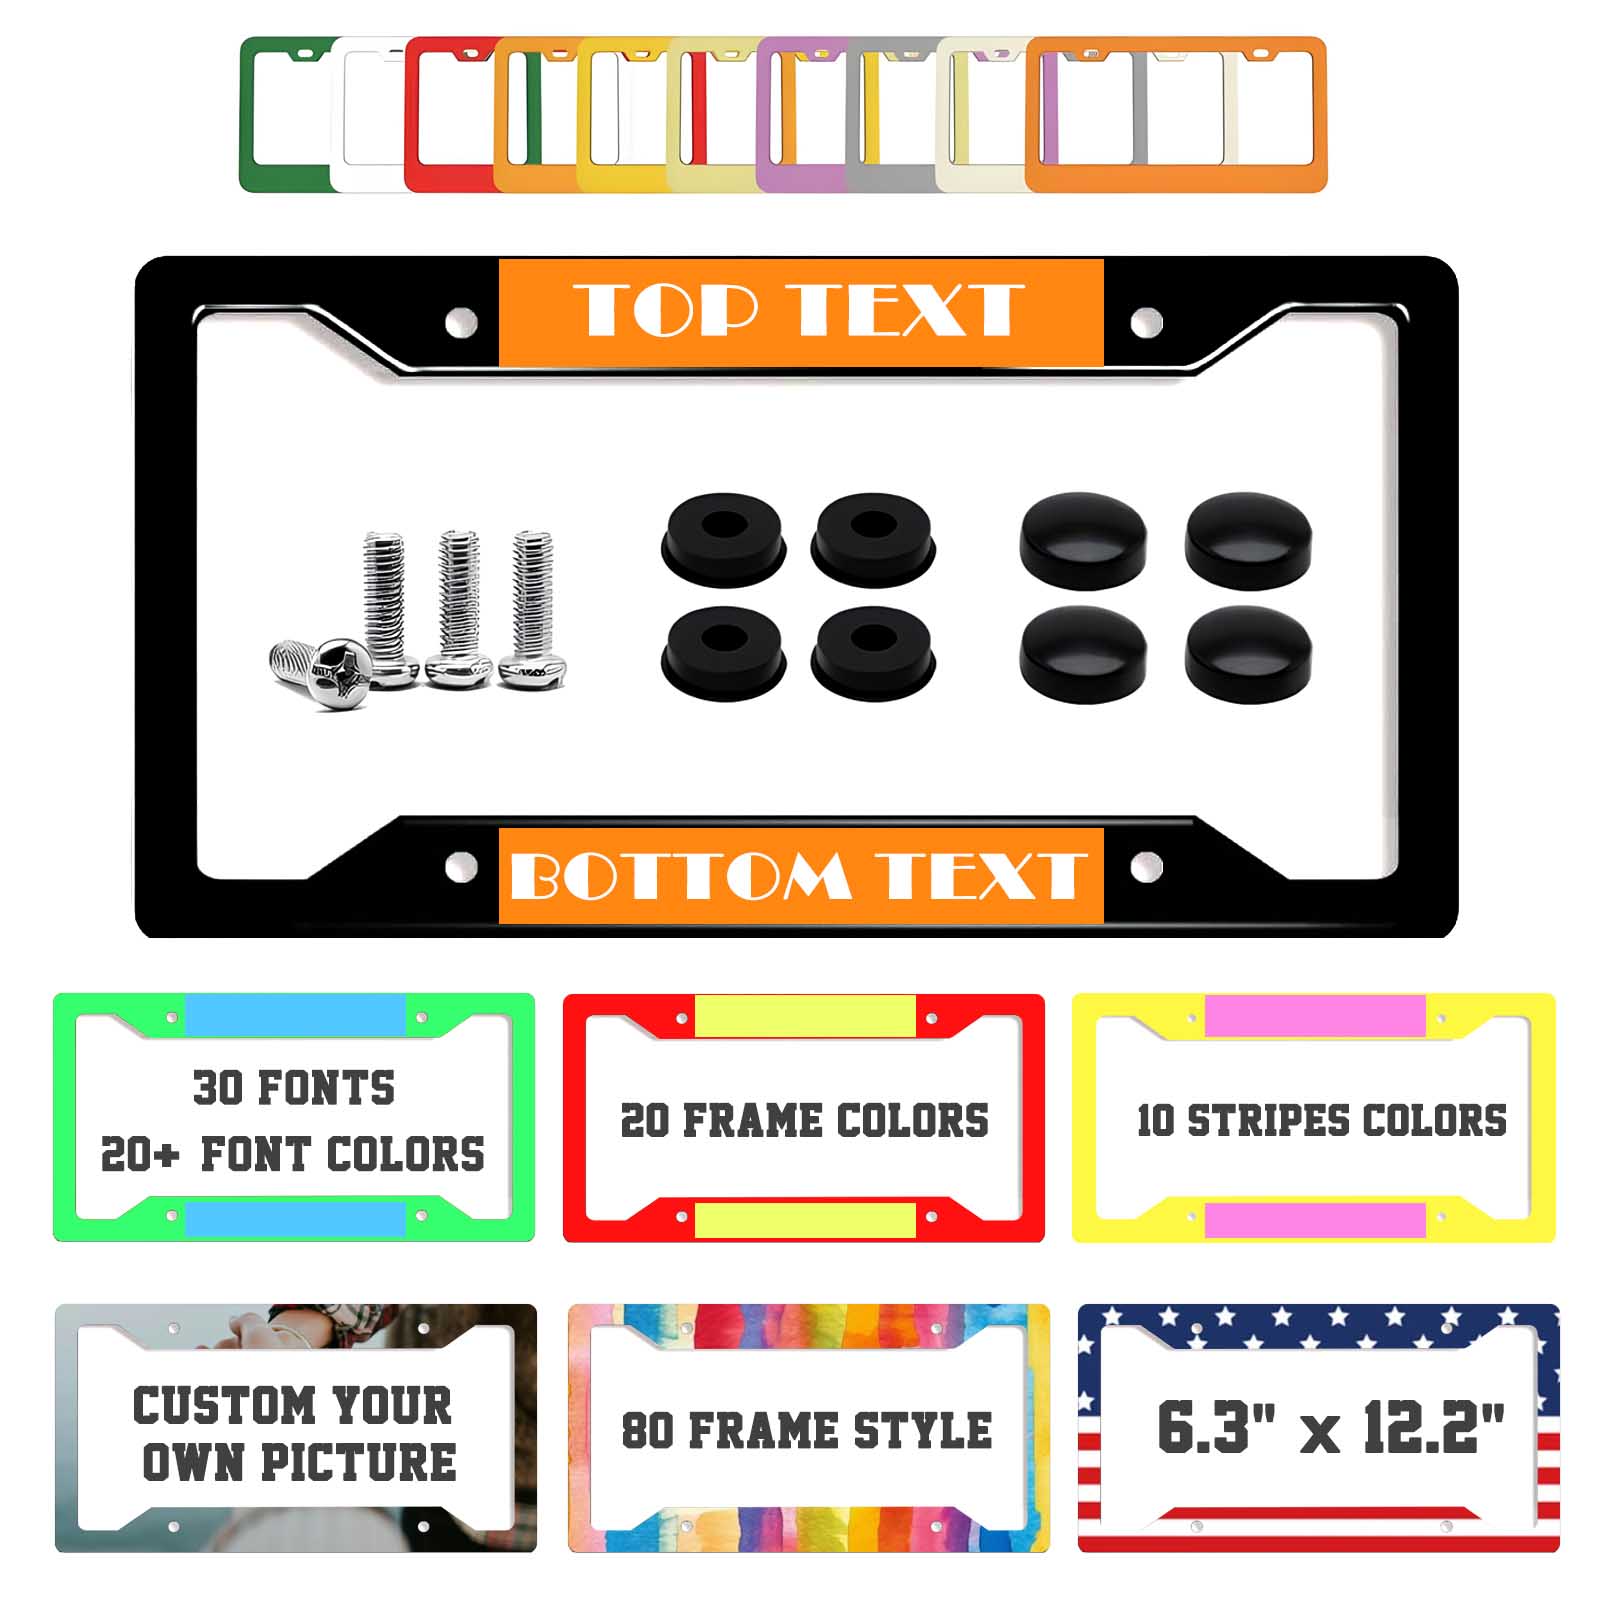 TOP TEXT
BOTTOM TEXT
30 FONTS
20+ FONT COLORS
20 FRAME COLORS
10 STRIPES COLORS
CUSTOM YOUR
OWN PICTURE
80 FRAME STYLE
6.3" x 12.2"